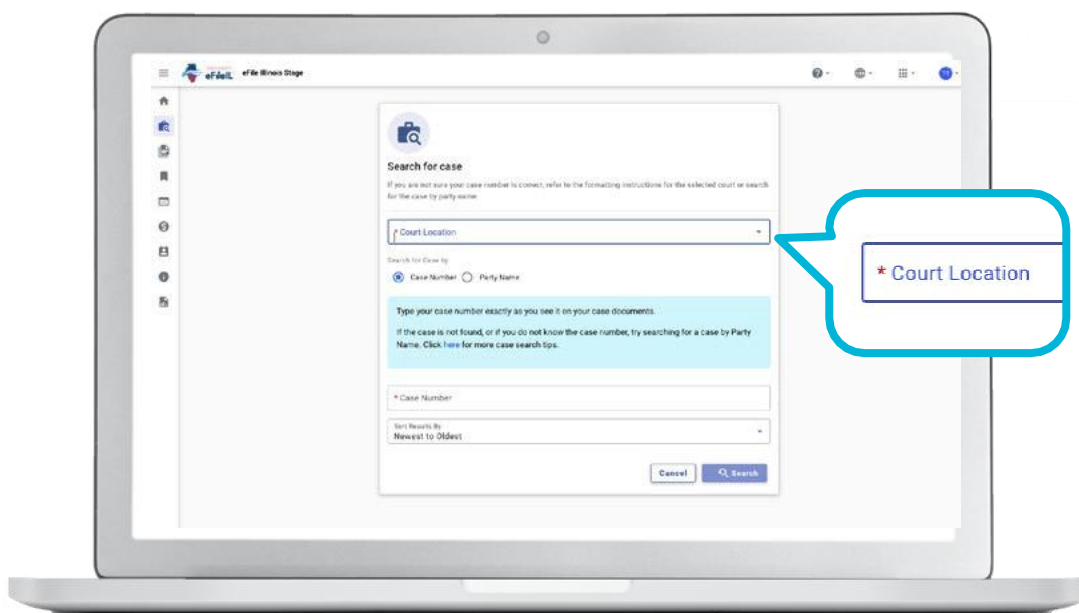 eFileIL eFile Illinois Stage
Search for case
If you are not sure your case number is correct, refer to the formatting instructions for the selected court or search
for the case by party name
* Court Location
Search for Case by
Case Number Party Name
Type your case number exactly as you see it on your case documents.
If the case is not found, or if you do not know the case number, try searching for a case by Party
Name. Click here for more case search tips.
* Case Number
Sort Results By
Newest to Oldest
Cancel Search
* Court Location